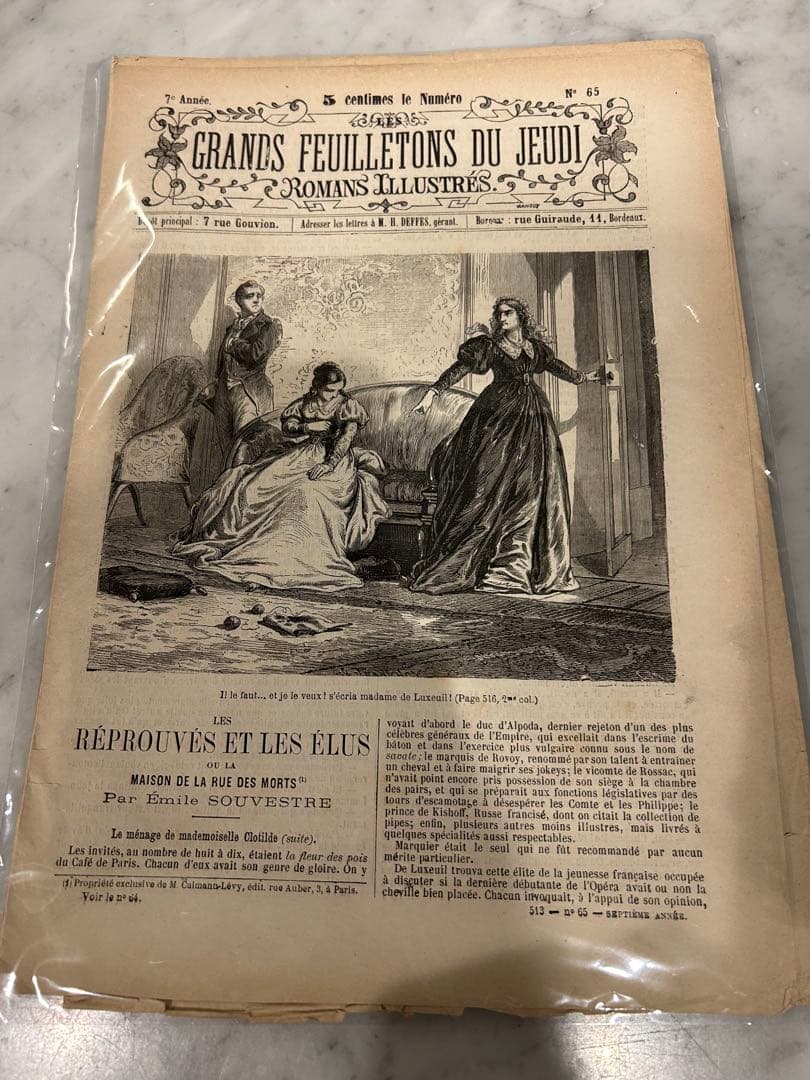 7e Année.
5 centimes le Numéro
No 65
LES
GRANDS FEUILLETONS DU JEUDI
ROMANS ILLUSTRÉS.
Dépôt principal : 7 rue Gouvion.
Adresser les lettres à M. H. DEFFES, gérant.
Bureaux : rue Guiraude, 11, Bordeaux.
Il le faut... et je le veux ! s'écria madame de Luxeuil ! (Page 516, 2me col.)
LES
RÉPROUVÉS ET LES ÉLUS
OU LA
MAISON DE LA RUE DES MORTS (1)
Par Émile SOUVESTRE
Le ménage de mademoiselle Clotilde (suite).
Les invités, au nombre de huit à dix, étaient la fleur des pois
du Café de Paris. Chacun d'eux avait son genre de gloire. On y
(1) Propriété exclusive de M. Calmann-Lévy, édit. rue Auber, 3, à Paris.
Voir le no 64.
voyait d'abord le duc d'Alpoda, dernier rejeton d'un des plus
célèbres généraux de l'Empire, qui excellait dans l'escrime du
bâton et dans l'exercice plus vulgaire connu sous le nom de
savate ; le marquis de Rovoy, renommé par son talent à entraîner
un cheval et à faire maigrir ses jokeys ; le vicomte de Rossac, qui
n'avait point encore pris possession de son siège à la chambre
des pairs, et qui se préparait aux fonctions législatives par des
tours d'escamotage à désespérer les Comte et les Philippe ; le
prince de Kishoff, Russe francisé, dont on citait la collection de
pipes ; enfin, plusieurs autres moins illustres, mais livrés à
quelques spécialités aussi respectables.
Marquier était le seul qui ne fût recommandé par aucun
mérite particulier.
De Luxeuil trouva cette élite de la jeunesse française occupée
à discuter si la dernière débutante de l'Opéra avait ou non la
cheville bien placée. Chacun invoquait, à l'appui de son opinion,
513 — no 65 — SEPTIÈME ANNÉE.